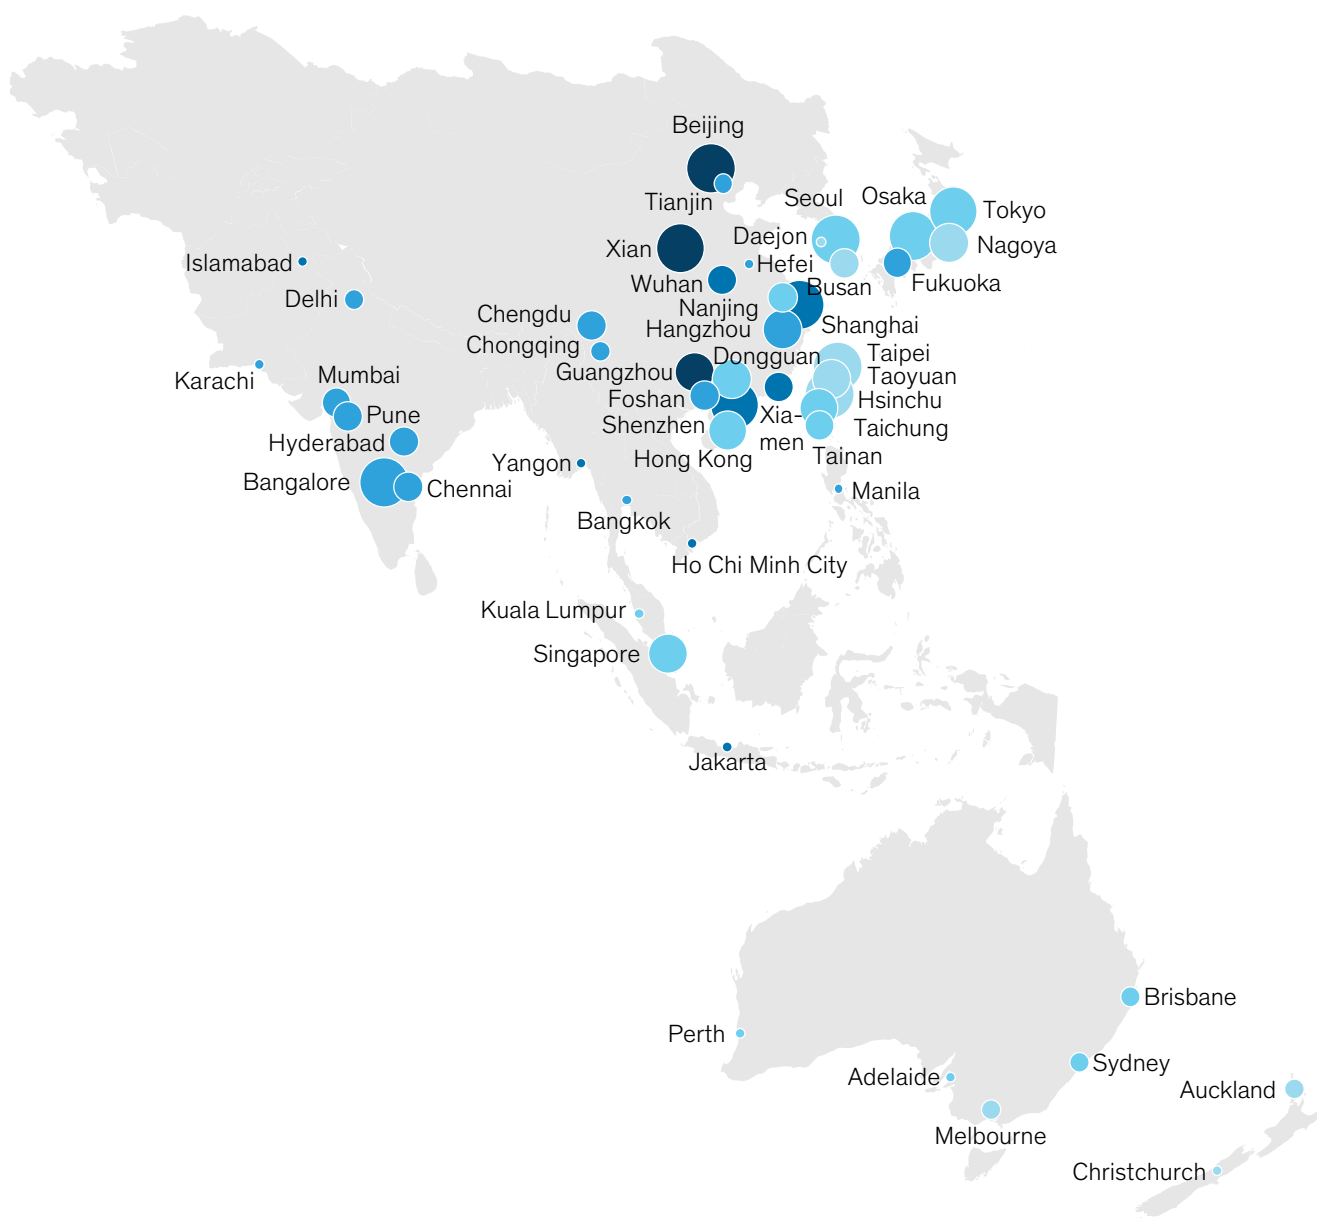 Beijing
Tianjin
Seoul
Osaka
Tokyo
Daejon
Nagoya
Xian
Hefei
Islamabad
Wuhan
Busan
Fukuoka
Delhi
Nanjing
Chengdu
Hangzhou
Shanghai
Chongqing
Dongguan
Taipei
Karachi
Mumbai
Guangzhou
Taoyuan
Foshan
Hsinchu
Pune
Shenzhen
Xia-
men
Taichung
Hyderabad
Hong Kong
Tainan
Yangon
Bangalore
Chennai
Manila
Bangkok
Ho Chi Minh City
Kuala Lumpur
Singapore
Jakarta
Brisbane
Perth
Sydney
Adelaide
Auckland
Melbourne
Christchurch